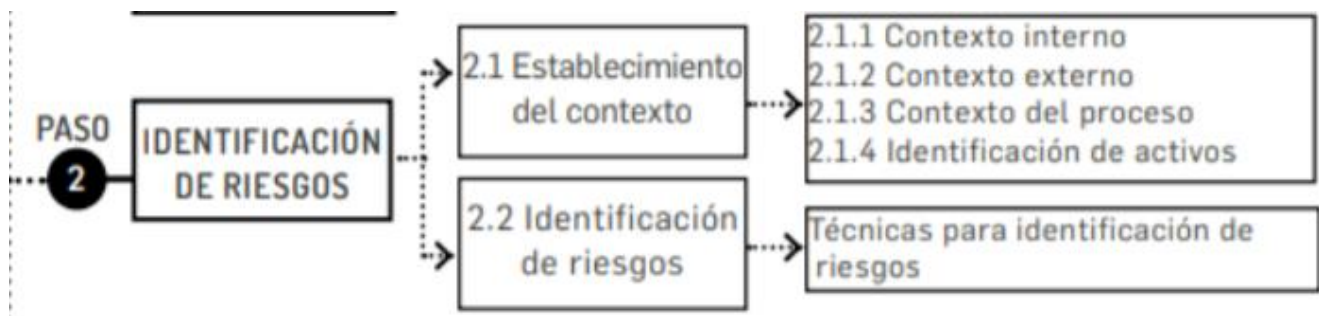 PASO
2
IDENTIFICACIÓN
DE RIESGOS
2.1 Establecimiento
del contexto
2.1.1 Contexto interno
2.1.2 Contexto externo
2.1.3 Contexto del proceso
2.1.4 Identificación de activos
2.2 Identificación
de riesgos
Técnicas para identificación de
riesgos